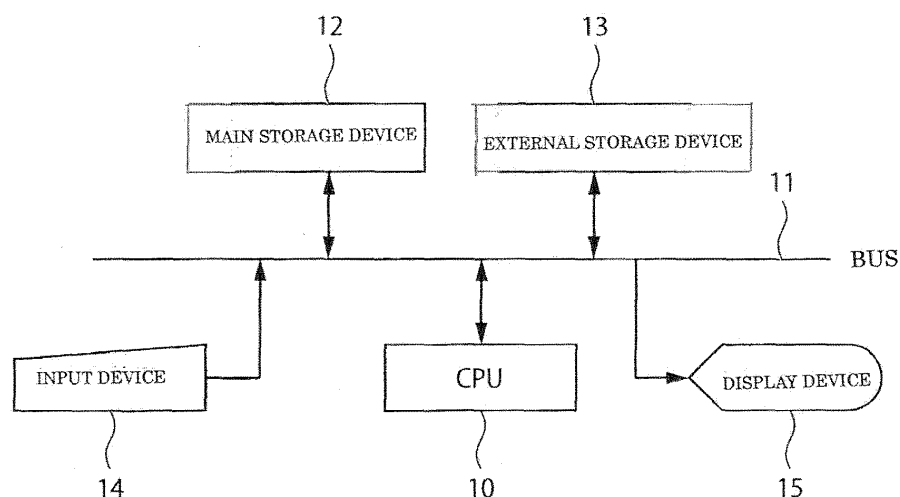 12
13
MAIN STORAGE DEVICE
EXTERNAL STORAGE DEVICE
11
BUS
INPUT DEVICE
CPU
DISPLAY DEVICE
14
10
15